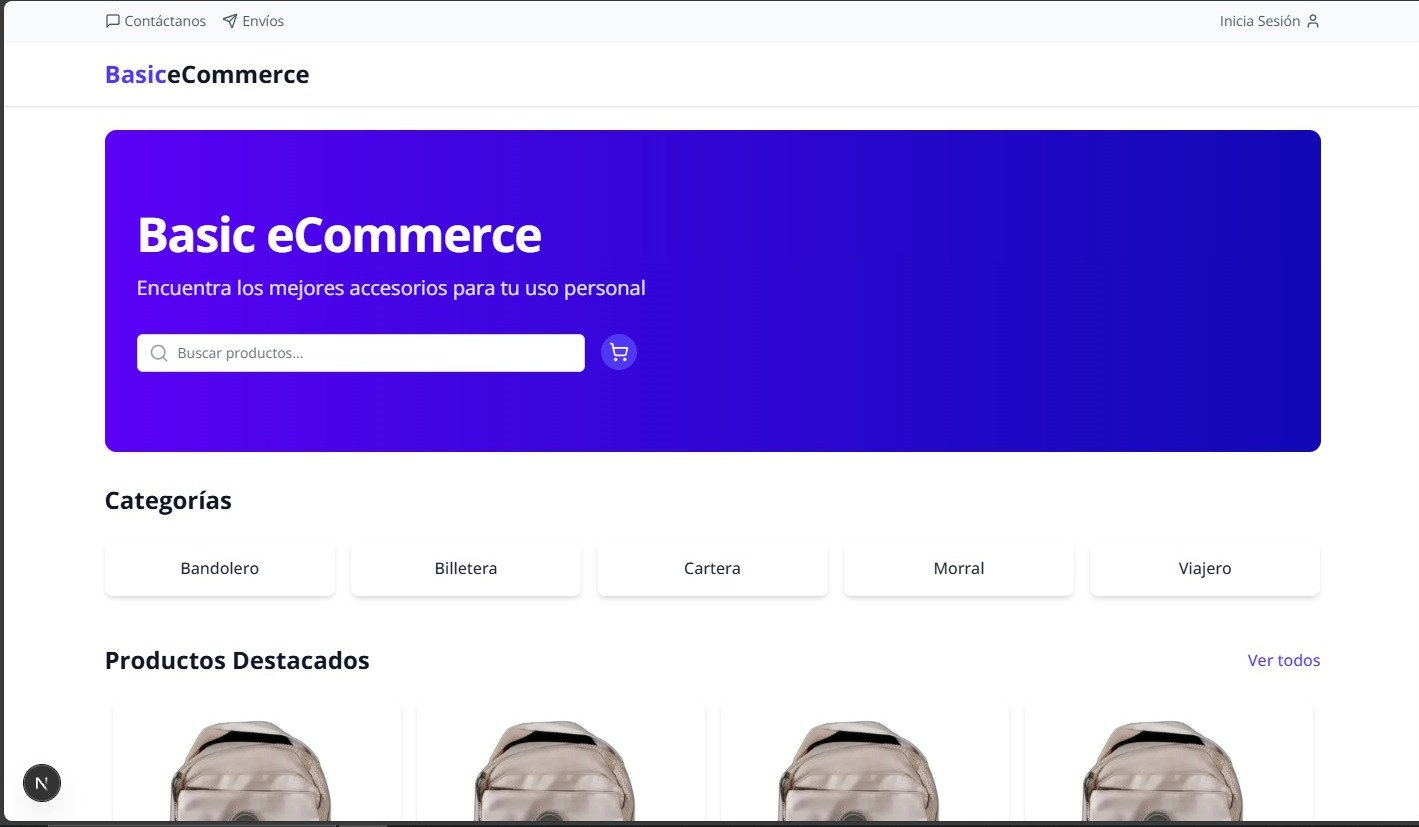 Contáctanos Envíos Inicia Sesión
BasiceCommerce
Basic eCommerce
Encuentra los mejores accesorios para tu uso personal
Buscar productos...
Categorías
Bandolero Billetera Cartera Morral Viajero
Productos Destacados Ver todos
N